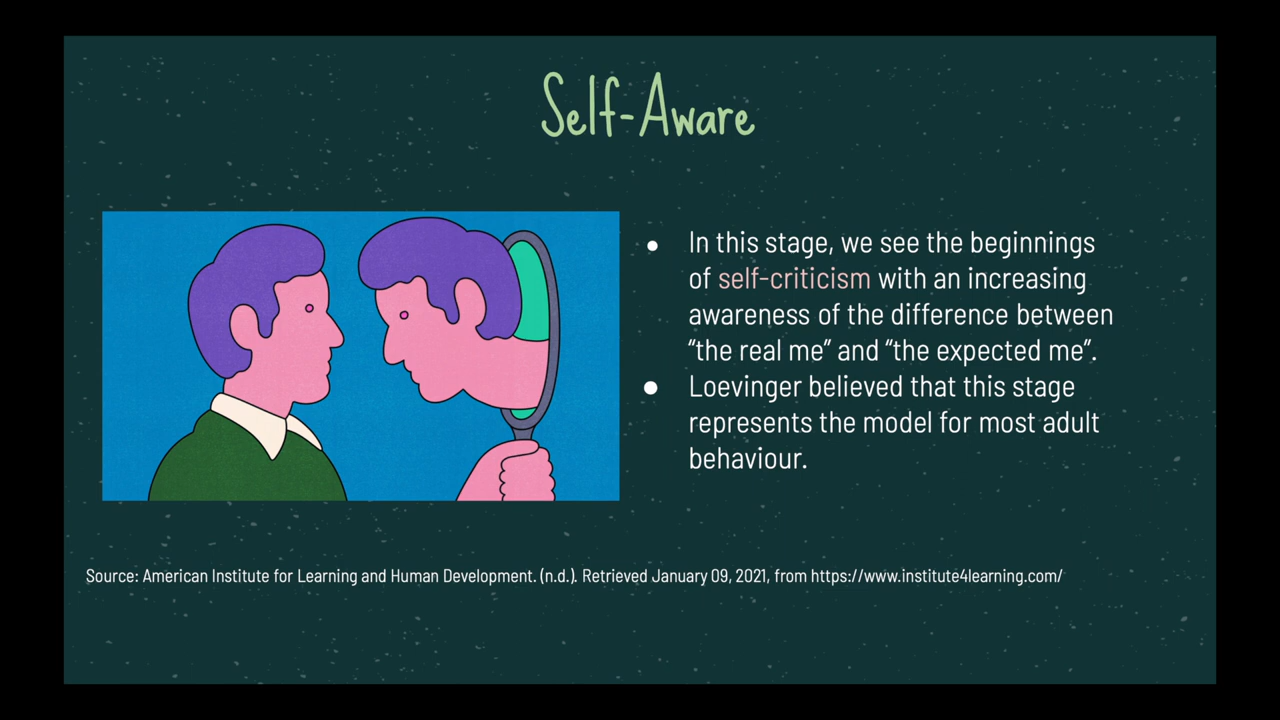 Self-Aware
● In this stage, we see the beginnings
of self-criticism with an increasing
awareness of the difference between
“the real me” and “the expected me”.
● Loevinger believed that this stage
represents the model for most adult
behaviour.
Source: American Institute for Learning and Human Development. (n.d.). Retrieved January 09, 2021, from https://www.institute4learning.com/